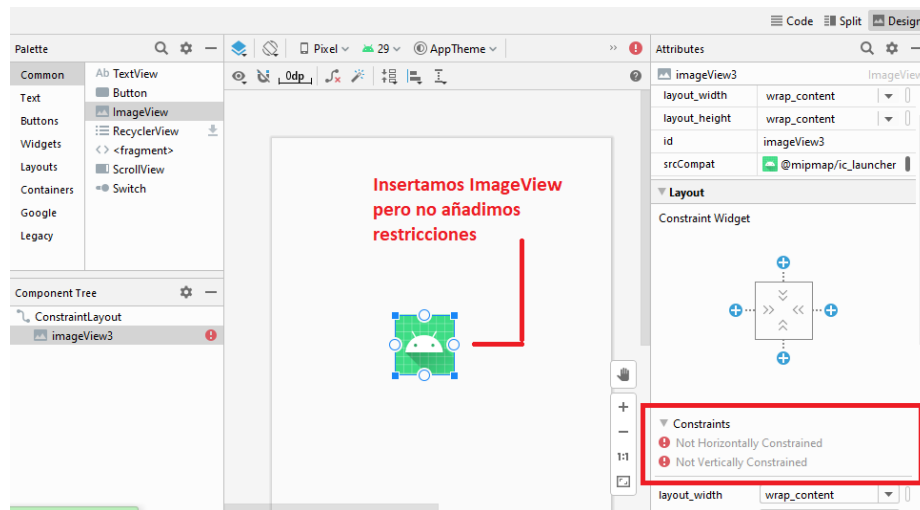 Code Split Design
Palette
Pixel 29 AppTheme
Attributes
Common
Text
Buttons
Widgets
Layouts
Containers
Google
Legacy
Ab TextView
Button
ImageView
RecyclerView
<fragment>
ScrollView
Switch
0dp
imageView3 ImageView
layout_width wrap_content
layout_height wrap_content
id imageView3
srcCompat @mipmap/ic_launcher
Layout
Constraint Widget
Insertamos ImageView
pero no añadimos
restricciones
Component Tree
ConstraintLayout
imageView3
1:1
Constraints
Not Horizontally Constrained
Not Vertically Constrained
layout_width wrap_content